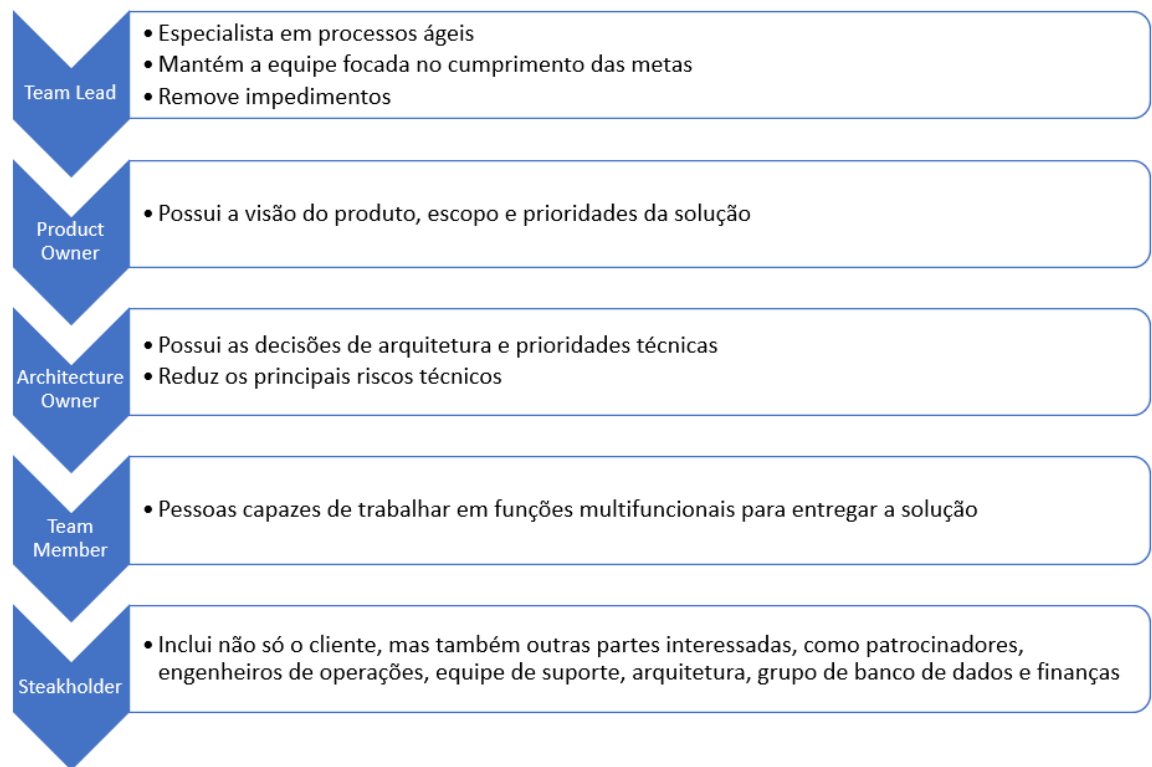 Team Lead
• Especialista em processos ágeis
• Mantém a equipe focada no cumprimento das metas
• Remove impedimentos
Product
Owner
• Possui a visão do produto, escopo e prioridades da solução
Architecture
Owner
• Possui as decisões de arquitetura e prioridades técnicas
• Reduz os principais riscos técnicos
Team
Member
• Pessoas capazes de trabalhar em funções multifuncional para entregar a solução
Steakholder
• Inclui não só o cliente, mas também outras partes interessadas, como patrocinadores,
engenheiros de operações, equipe de suporte, arquitetura, grupo de banco de dados e finanças